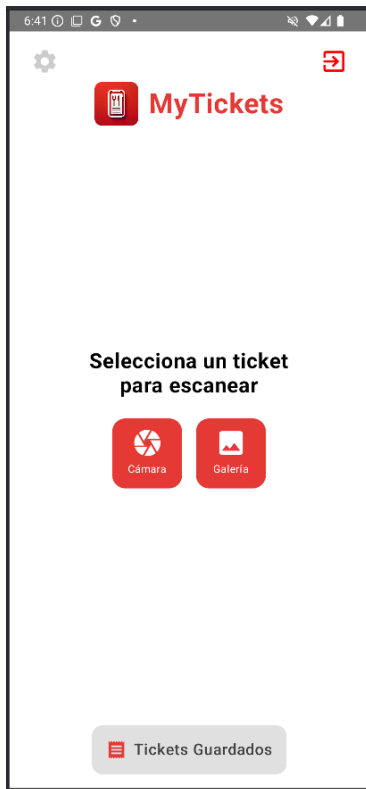 6:41
MyTickets
Selecciona un ticket
para escanear
Cámara
Galería
Tickets Guardados